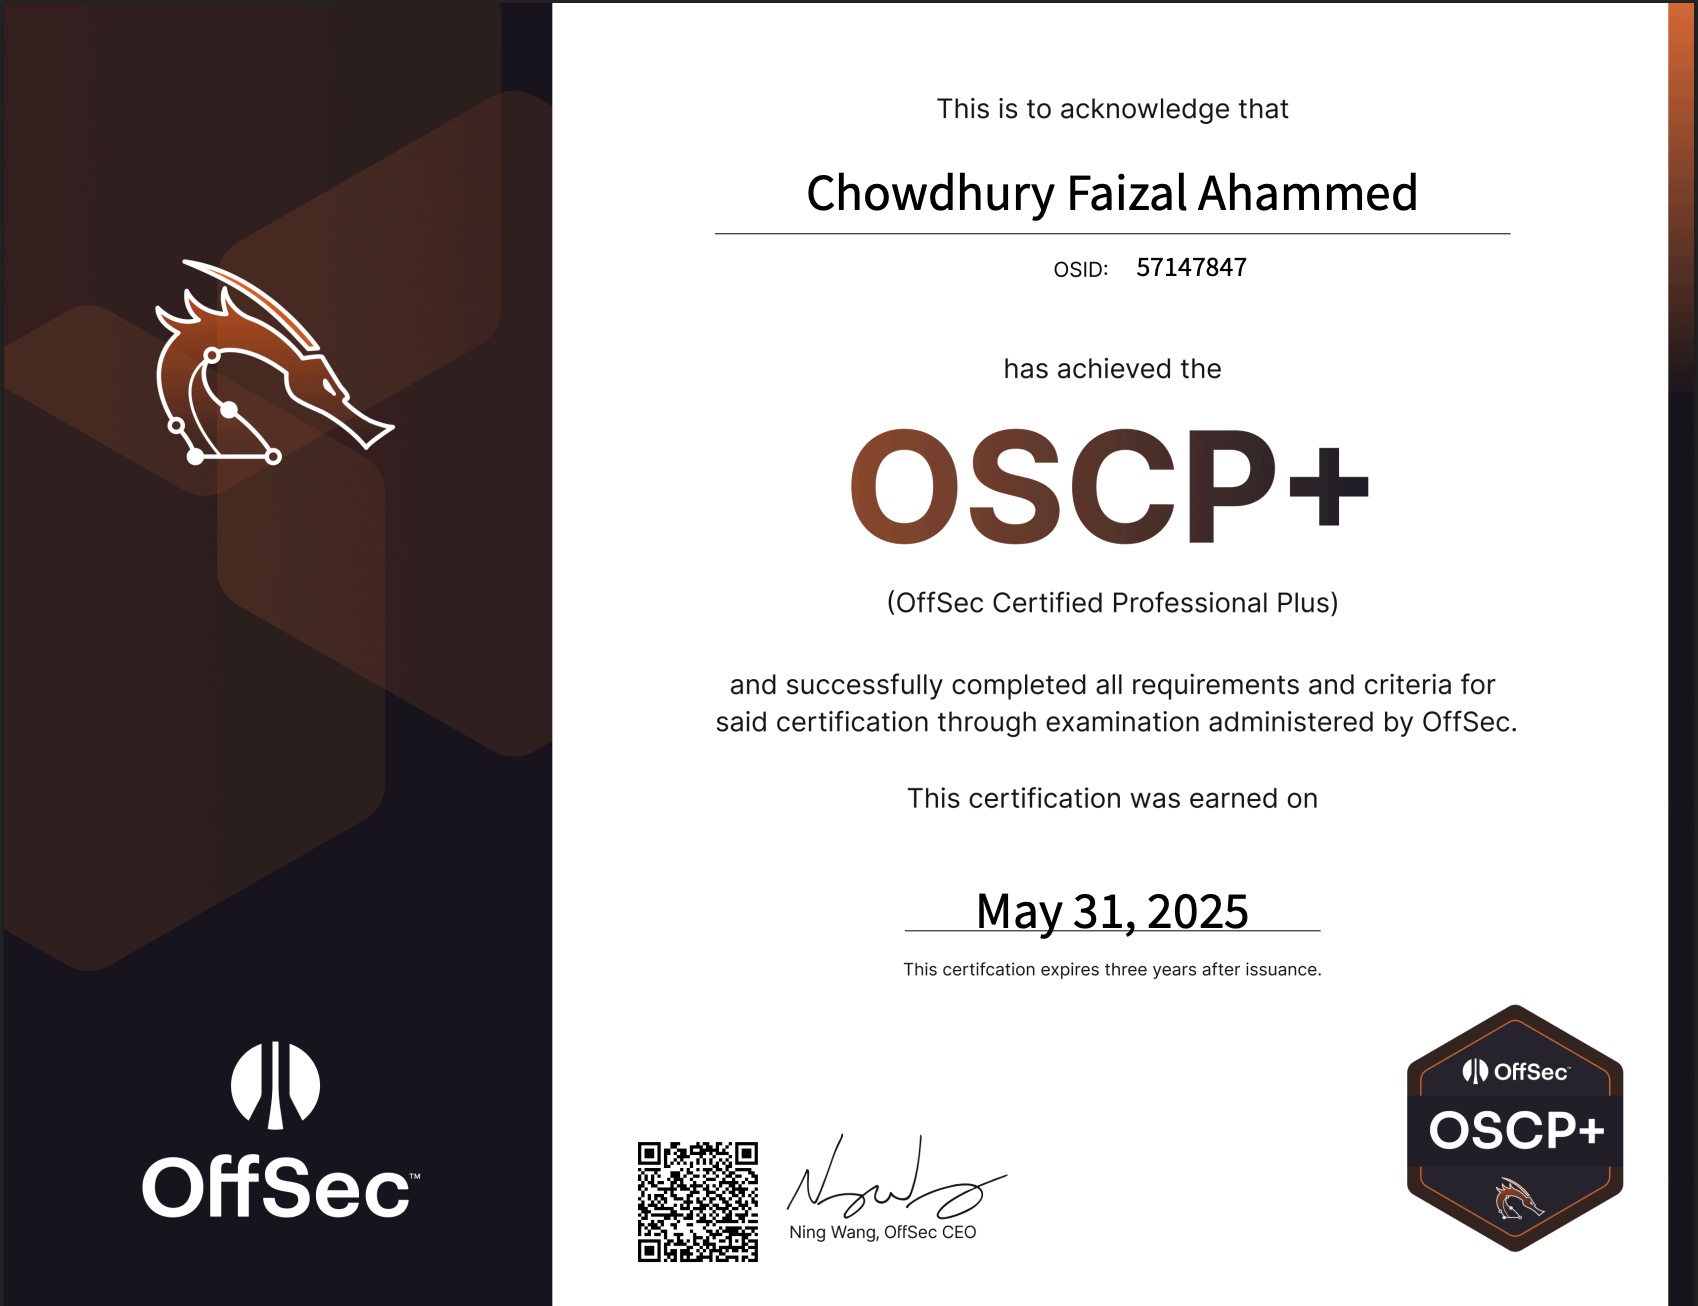 This is to acknowledge that
Chowdhury Faizal Ahammed
OSID: 57147847
has achieved the
OSCP+
(OffSec Certified Professional Plus)
and successfully completed all requirements and criteria for
said certification through examination administered by OffSec.
This certification was earned on
May 31, 2025
This certifcation expires three years after issuance.
Ning Wang, OffSec CEO
OffSec™
OffSec™
OSCP+